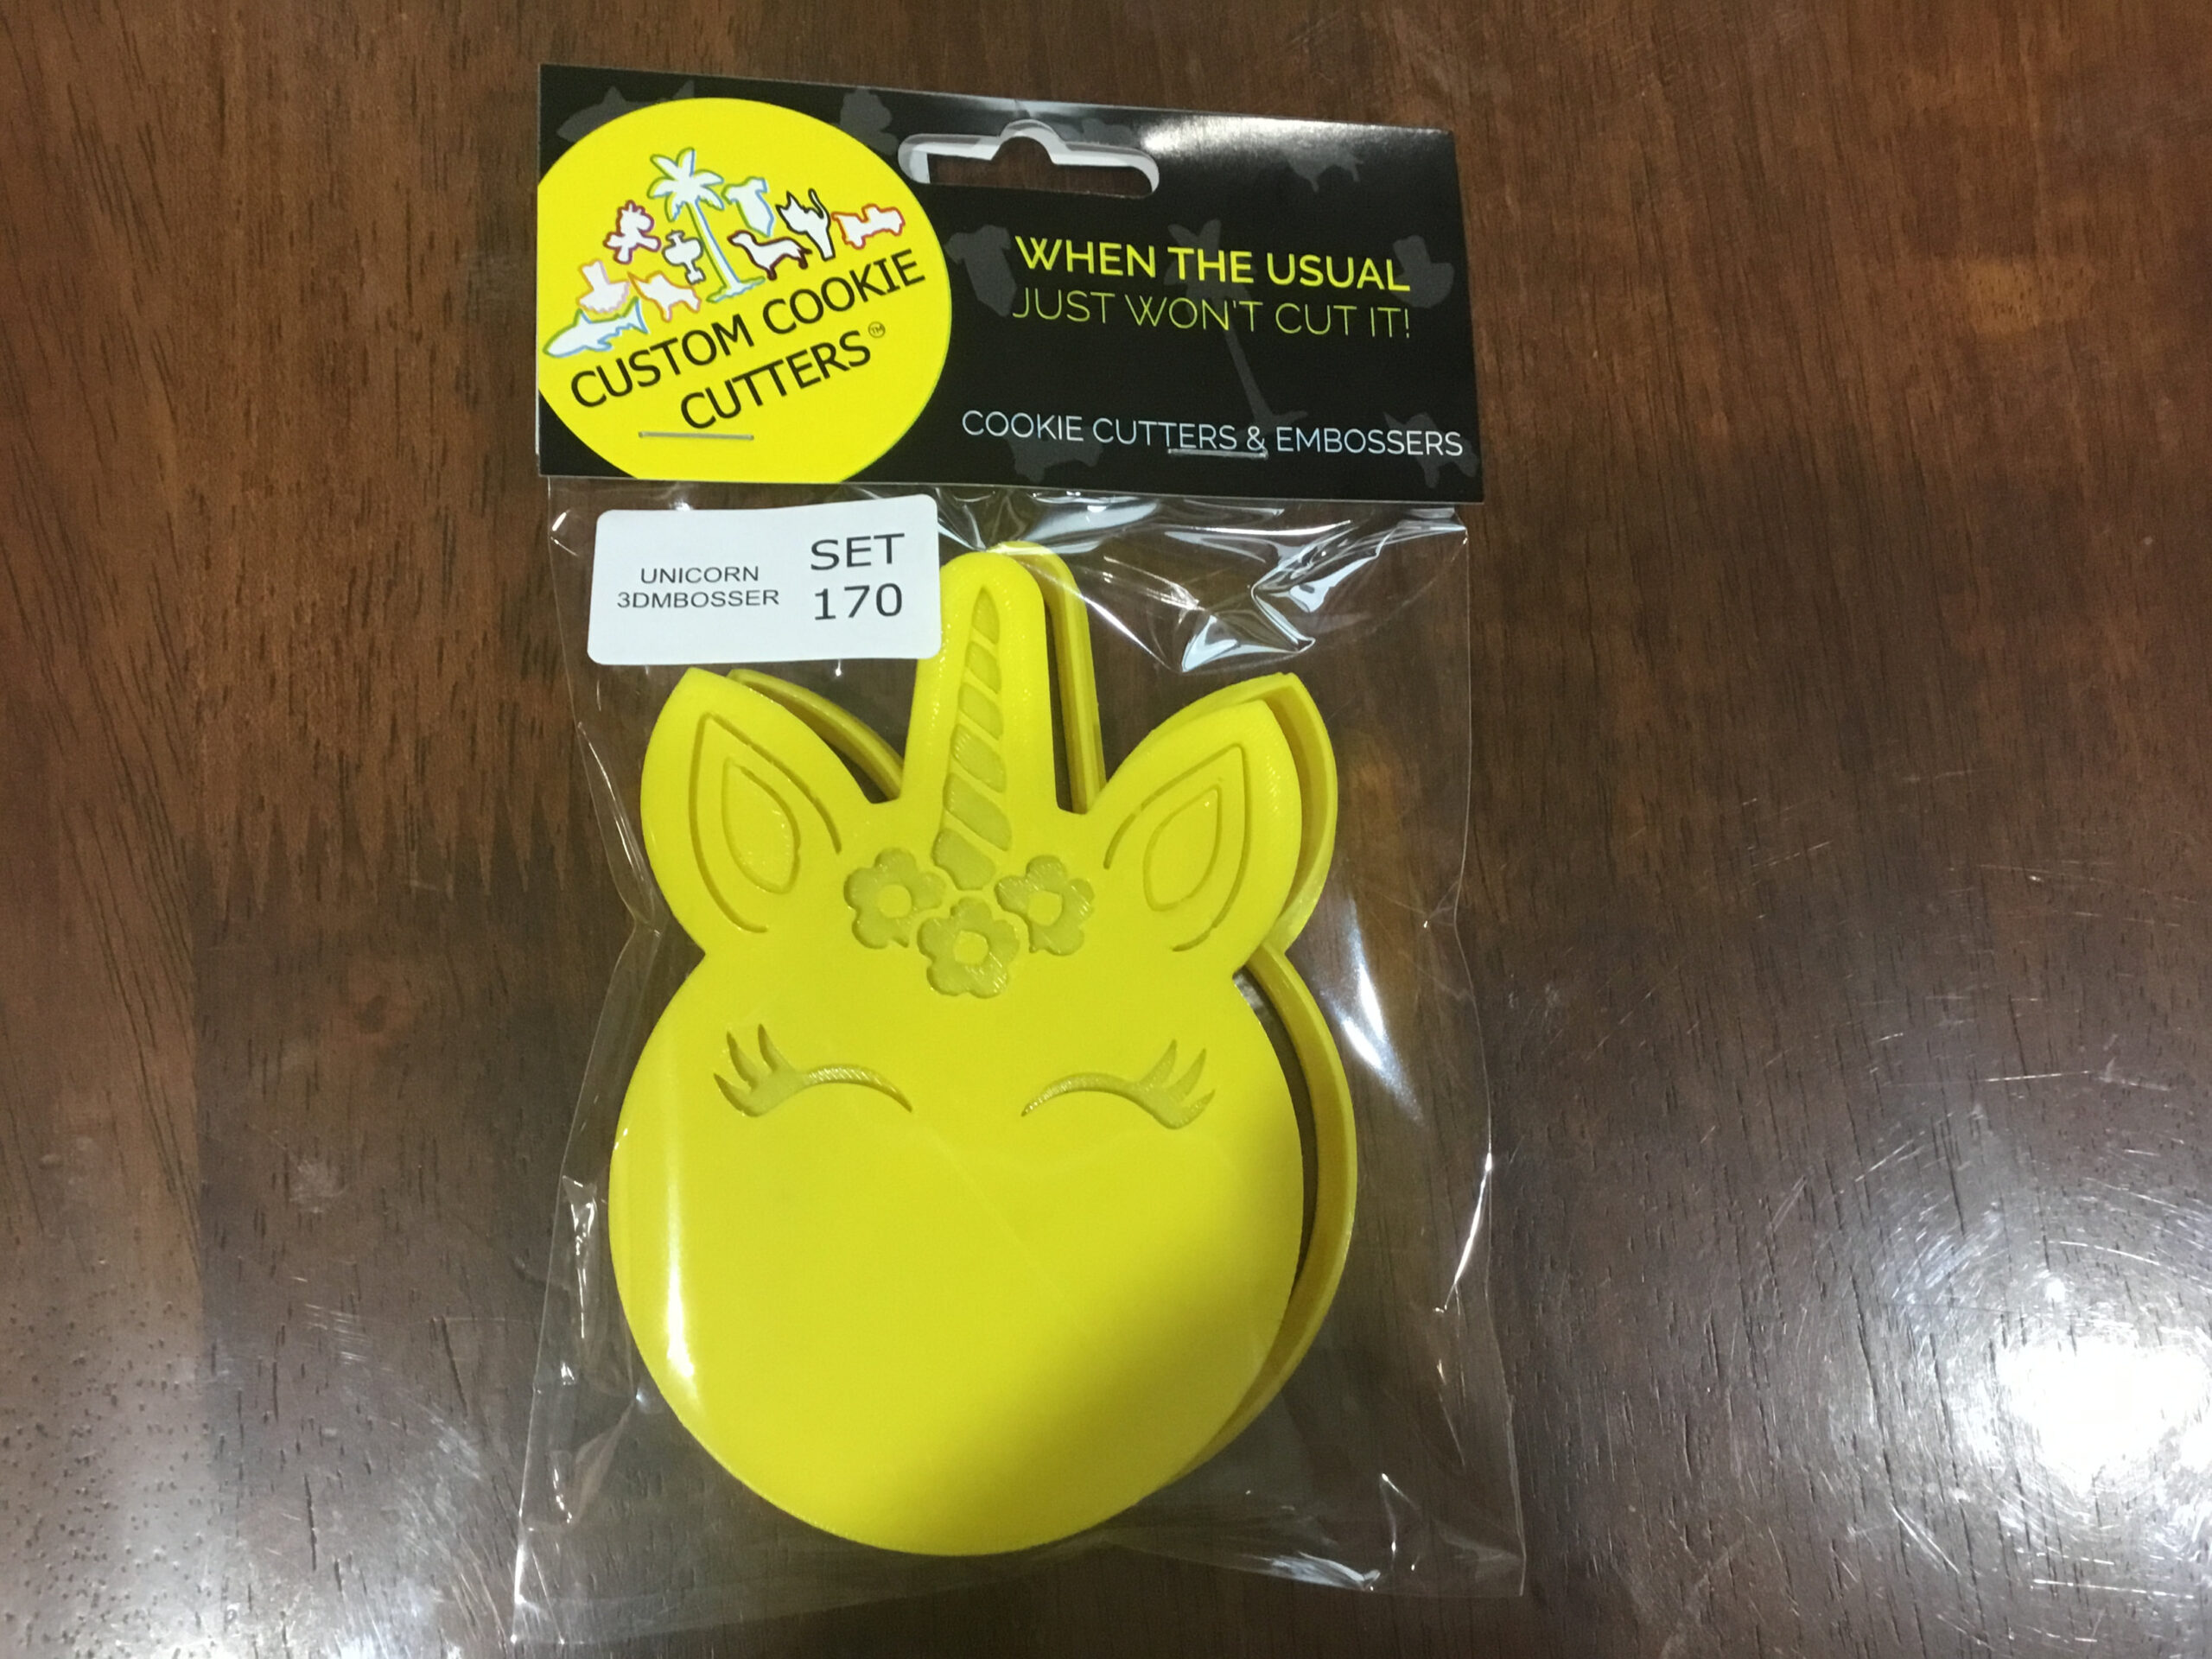 CUSTOM COOKIE
CUTTERS™
WHEN THE USUAL
JUST WON'T CUT IT!
COOKIE CUTTERS & EMBOSSERS
UNICORN
3DMBOSSER
SET
170